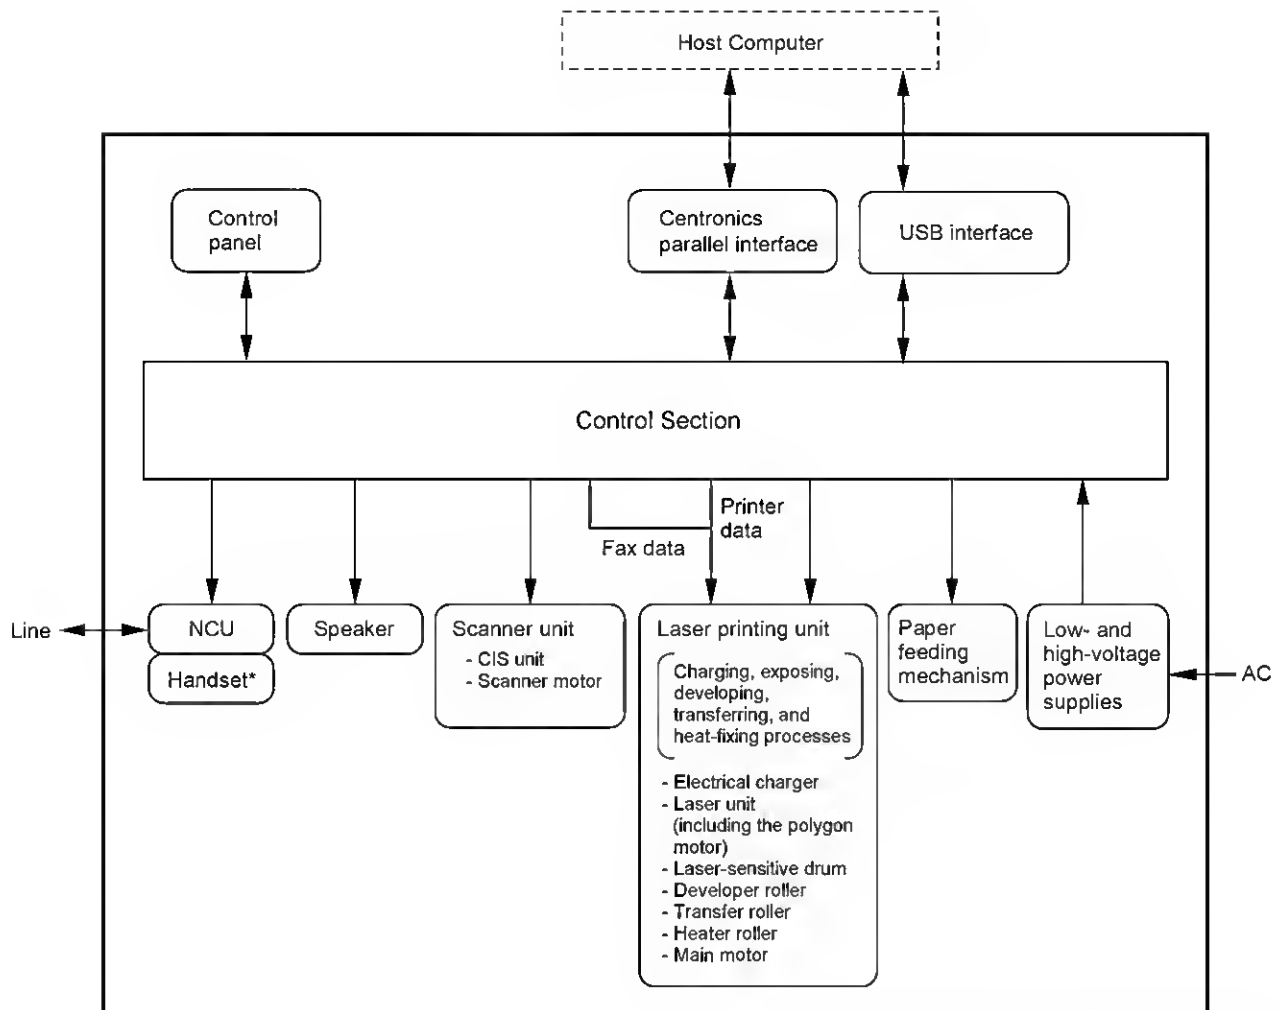 Host Computer
Control
panel
Centronics
parallel interface
USB interface
Control Section
Printer
data
Fax data
Line
NCU
Handset*
Speaker
Scanner unit
- CIS unit
- Scanner motor
Laser printing unit
Charging, exposing,
developing,
transferring, and
heat-fixing processes
- Electrical charger
- Laser unit
(including the polygon
motor)
- Laser-sensitive drum
- Developer roller
- Transfer roller
- Heater roller
- Main motor
Paper
feeding
mechanism
Low- and
high-voltage
power
supplies
AC